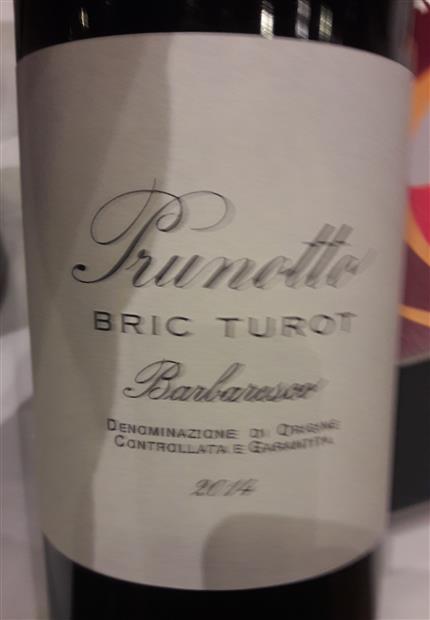 Prunotto
BRIC TUROT
Barbaresco
DENOMINAZIONE DI ORIGINE
CONTROLLATA E GARANTITA
2014